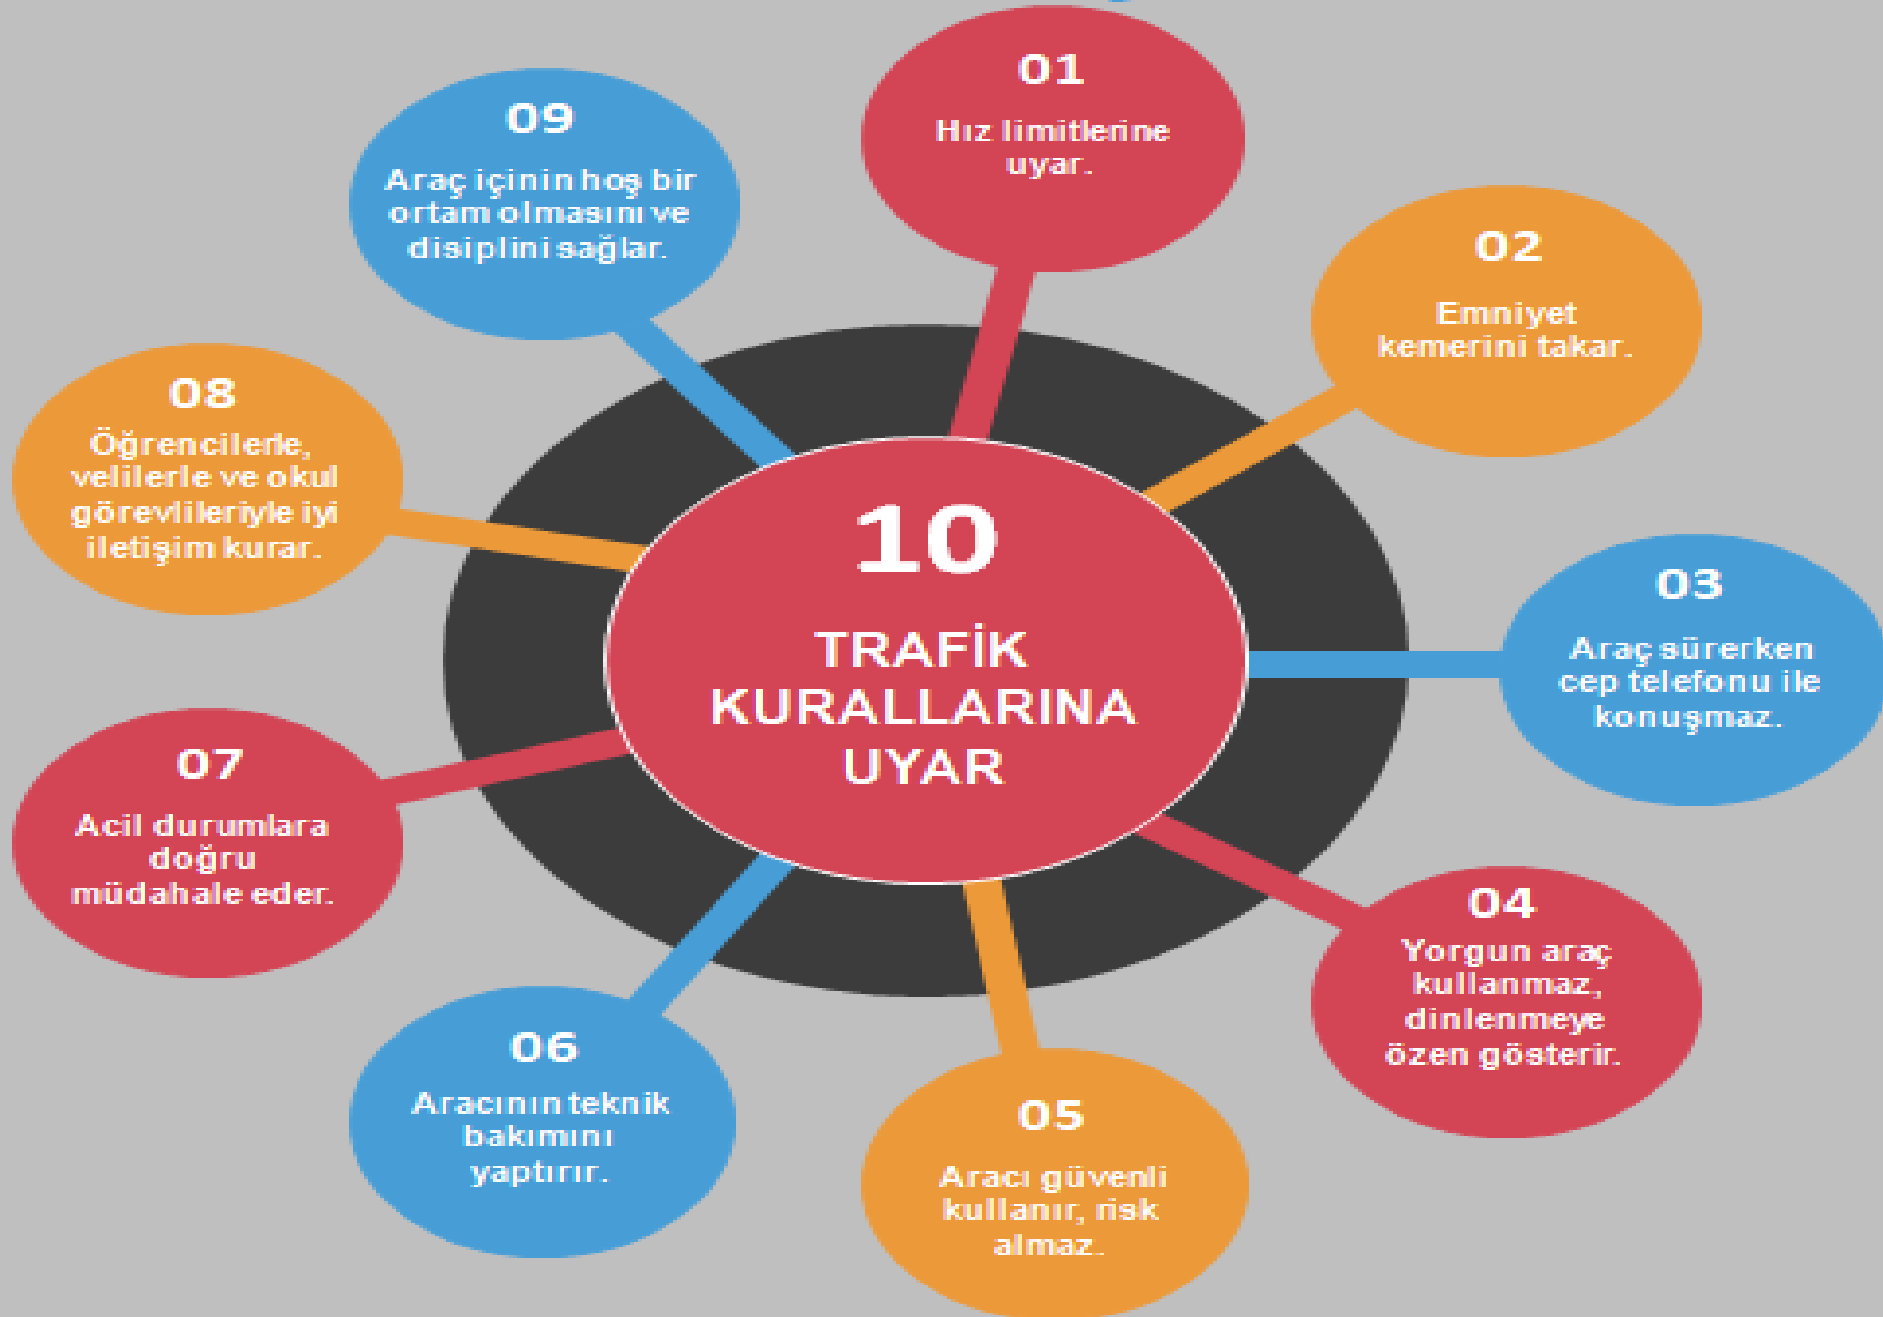 01
Hız limitlerine
uyar.
02
Emniyet
kemerini takar.
03
Araç sürerken
cep telefonu ile
konuşmaz.
04
Yorgun araç
kullanmaz,
dinlenmeye
özen gösterir.
05
Aracı güvenli
kullanır, risk
almaz.
06
Aracının teknik
bakımını
yaptırır.
07
Acil durumlara
doğru
müdahale eder.
08
Öğrencilerle,
velilerle ve okul
görevlileriyle iyi
iletişim kurar.
09
Araç içinin hoş bir
ortam olmasını ve
disiplini sağlar.
10
TRAFİK
KURALLARINA
UYAR